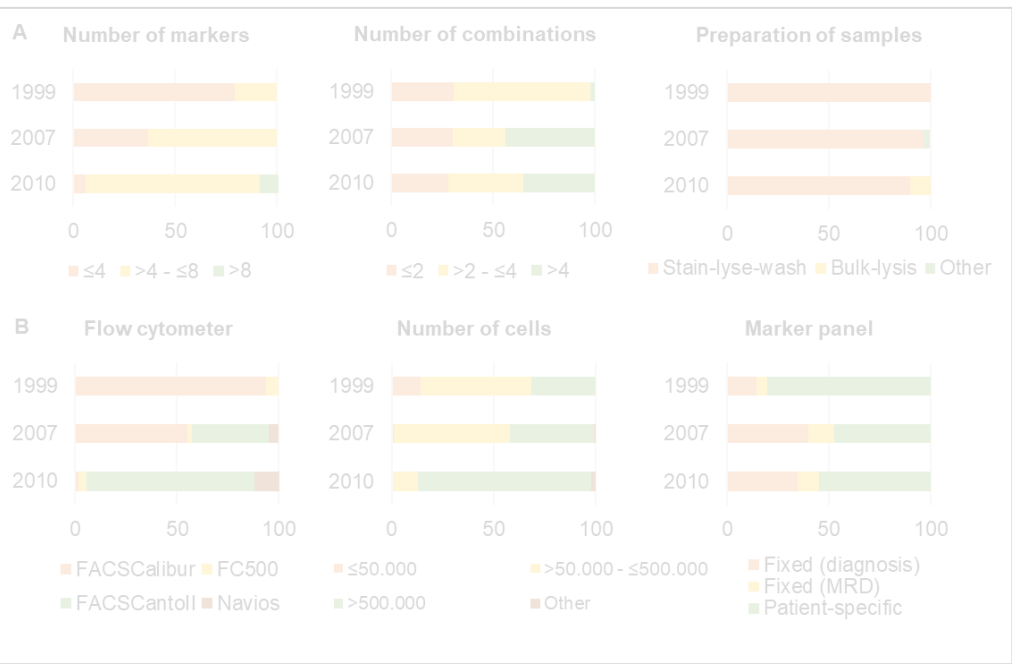 A
Number of markers
Number of combinations
Preparation of samples
1999
2007
2010
0 50 100
≤4 >4 - ≤8 >8
1999
2007
2010
0 50 100
≤2 >2 - ≤4 >4
1999
2007
2010
0 50 100
Stain-lyse-wash Bulk-lysis Other
B
Flow cytometer
Number of cells
Marker panel
1999
2007
2010
0 50 100
FACSCalibur FC500
FACSCantoII Navios
1999
2007
2010
0 50 100
≤50.000 >50.000 - ≤500.000
>500.000 Other
1999
2007
2010
0 50 100
Fixed (diagnosis)
Fixed (MRD)
Patient-specific